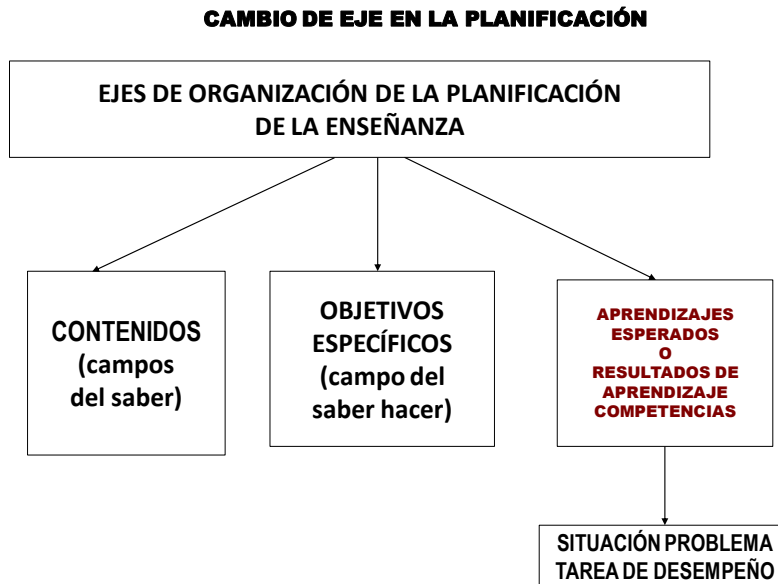 CAMBIO DE EJE EN LA PLANIFICACIÓN
EJES DE ORGANIZACIÓN DE LA PLANIFICACIÓN
DE LA ENSEÑANZA
CONTENIDOS
(campos
del saber)
OBJETIVOS
ESPECÍFICOS
(campo del
saber hacer)
APRENDIZAJES
ESPERADOS
O
RESULTADOS DE
APRENDIZAJE
COMPETENCIAS
SITUACIÓN PROBLEMA
TAREA DE DESEMPEÑO